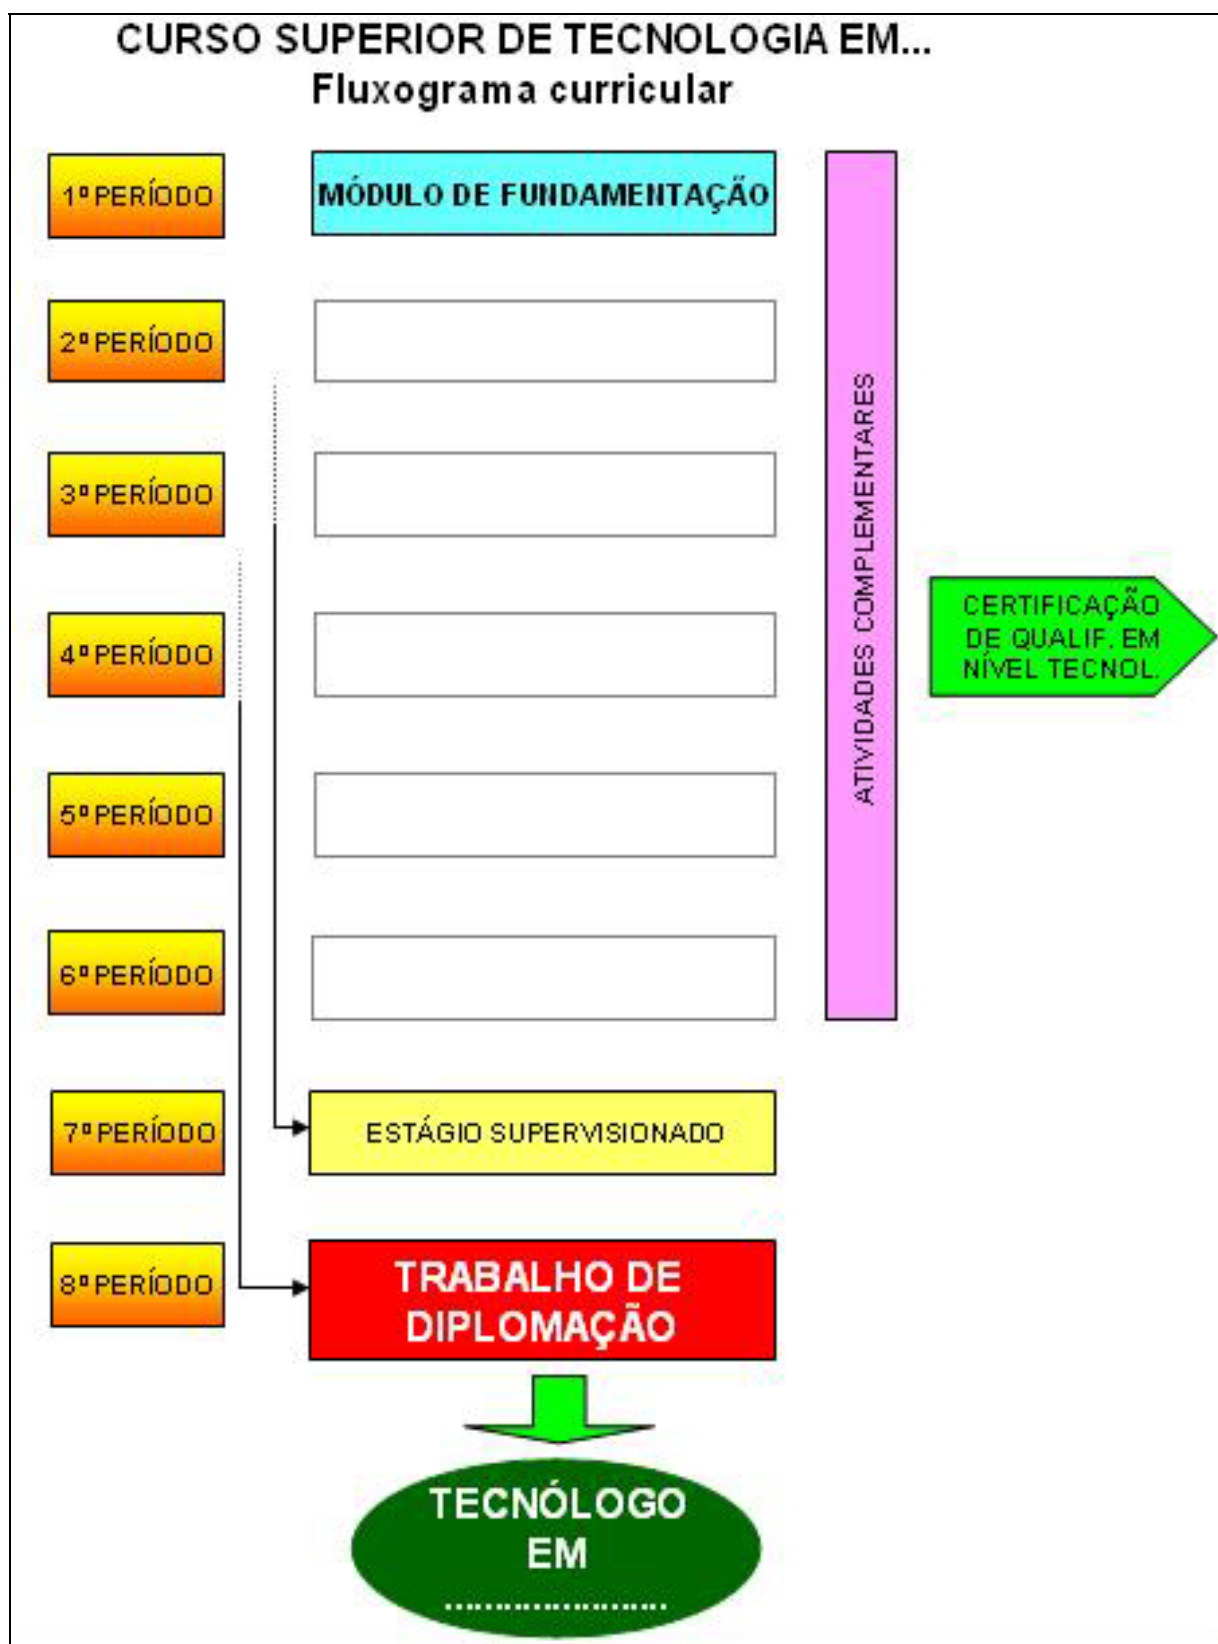 CURSO SUPERIOR DE TECNOLOGIA EM...
Fluxograma curricular
1º PERÍODO
MÓDULO DE FUNDAMENTAÇÃO
2º PERÍODO
3º PERÍODO
4º PERÍODO
5º PERÍODO
6º PERÍODO
ATIVIDADES COMPLEMENTARES
CERTIFICAÇÃO
DE QUALIF. EM
NÍVEL TECNOL.
7º PERÍODO
ESTÁGIO SUPERVISIONADO
8º PERÍODO
TRABALHO DE
DIPLOMAÇÃO
TECNÓLOGO
EM
......................